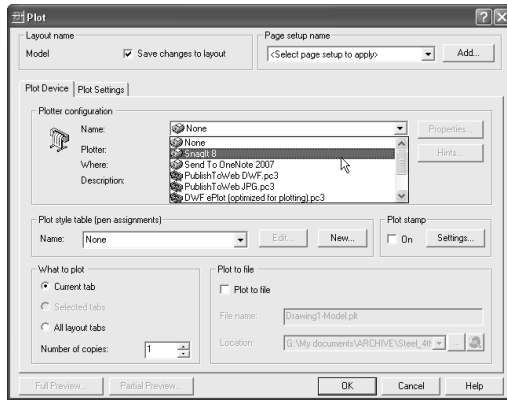 Plot
Layout name
Model
Save changes to layout
Page setup name
<Select page setup to apply>
Add...
Plot Device
Plot Settings
Plotter configuration
Name:
None
Properties...
Plotter:
None
SnagIt 8
Hints...
Where:
Send To OneNote 2007
Description:
PublishToWeb DWF.pc3
PublishToWeb JPG.pc3
DWF ePlot (optimized for plotting).pc3
Plot style table (pen assignments)
Name:
None
Edit...
New...
Plot stamp
On
Settings...
What to plot
Current tab
Selected tabs
All layout tabs
Number of copies:
1
Plot to file
Plot to file
File name:
Drawing1-Model.plt
Location:
G:\My documents\ARCHIVE\Steel_4th
...
Full Preview...
Partial Preview...
OK
Cancel
Help